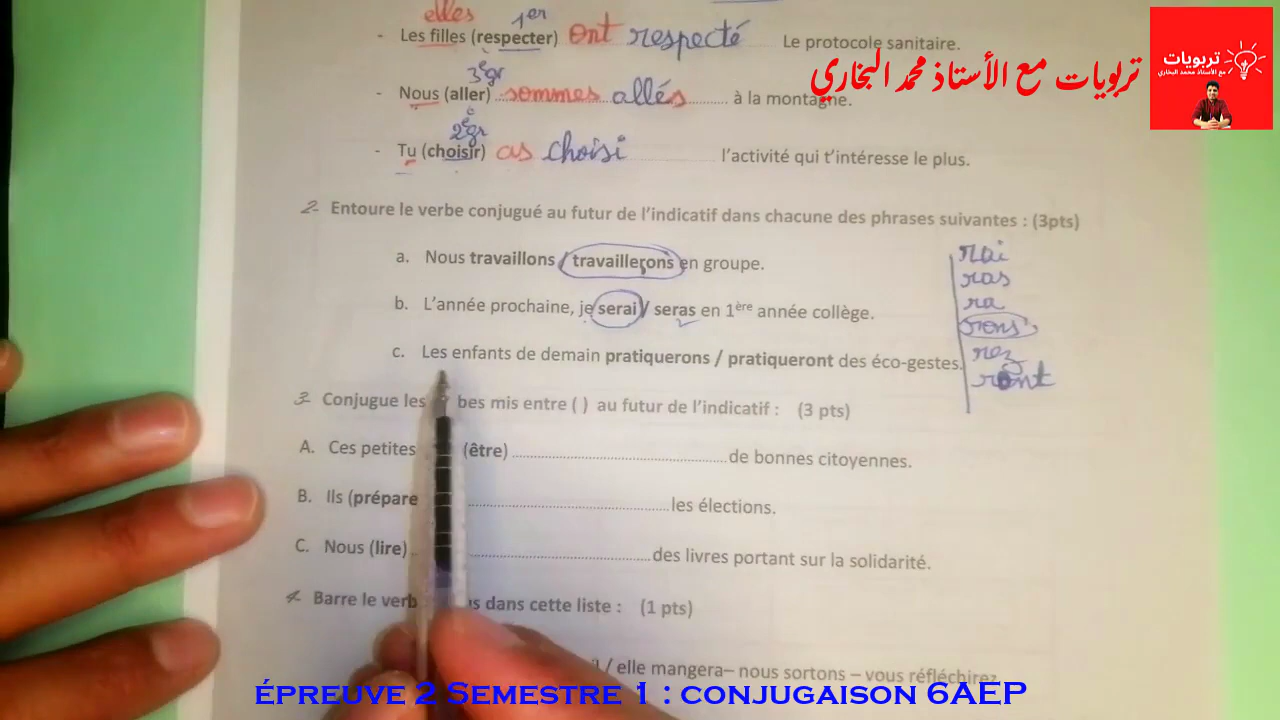 elles 1er
- Les filles (respecter) ont respecté Le protocole sanitaire.
تربويات مع الأستاذ محمد البخاري
تربويات
مع الأستاذ محمد البخاري
3e gr
- Nous (aller) sommes allés à la montagne.
2e gr
- Tu (choisir) as choisi l'activité qui t'intéresse le plus.
2- Entoure le verbe conjugué au futur de l'indicatif dans chacune des phrases suivantes : (3pts)
a. Nous travaillons / travaillerons en groupe.
b. L'année prochaine, je serai / seras en 1ère année collège.
c. Les enfants de demain pratiquerons / pratiqueront des éco-gestes.
rai
ras
ra
rons
rez
ront
3- Conjugue les bes mis entre ( ) au futur de l'indicatif : (3 pts)
A. Ces petites (être) ........ de bonnes citoyennes.
B. Ils (prépare ........ les élections.
C. Nous (lire) ........ des livres portant sur la solidarité.
4- Barre le verb s dans cette liste : (1 pts)
il / elle mangera– nous sortons – vous réfléchirez
épreuve 2 Semestre 1 : conjugaison 6AEP